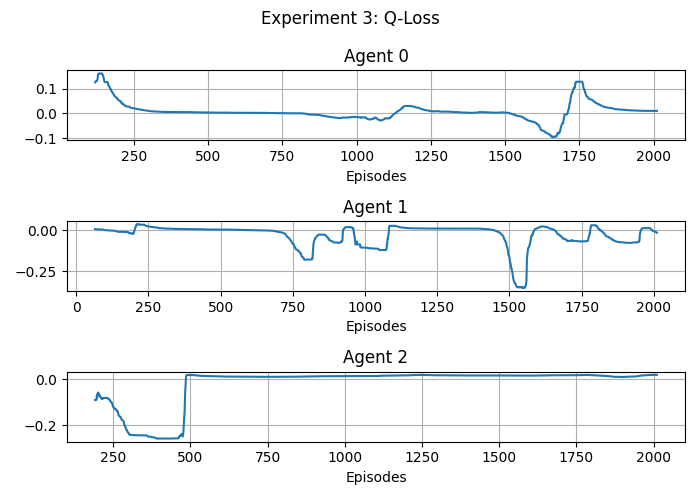 Experiment 3: Q-Loss
Agent 0
0.1
0.0
−0.1
250 500 750 1000 1250 1500 1750 2000
Episodes
Agent 1
0.00
−0.25
0 250 500 750 1000 1250 1500 1750 2000
Episodes
Agent 2
0.0
−0.2
250 500 750 1000 1250 1500 1750 2000
Episodes